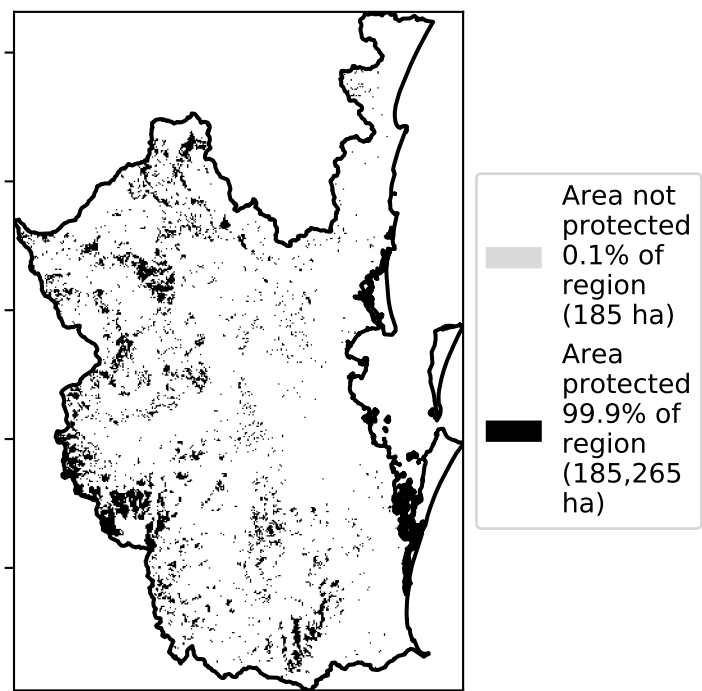 Area not
protected
0.1% of
region
(185 ha)
Area
protected
99.9% of
region
(185,265
ha)